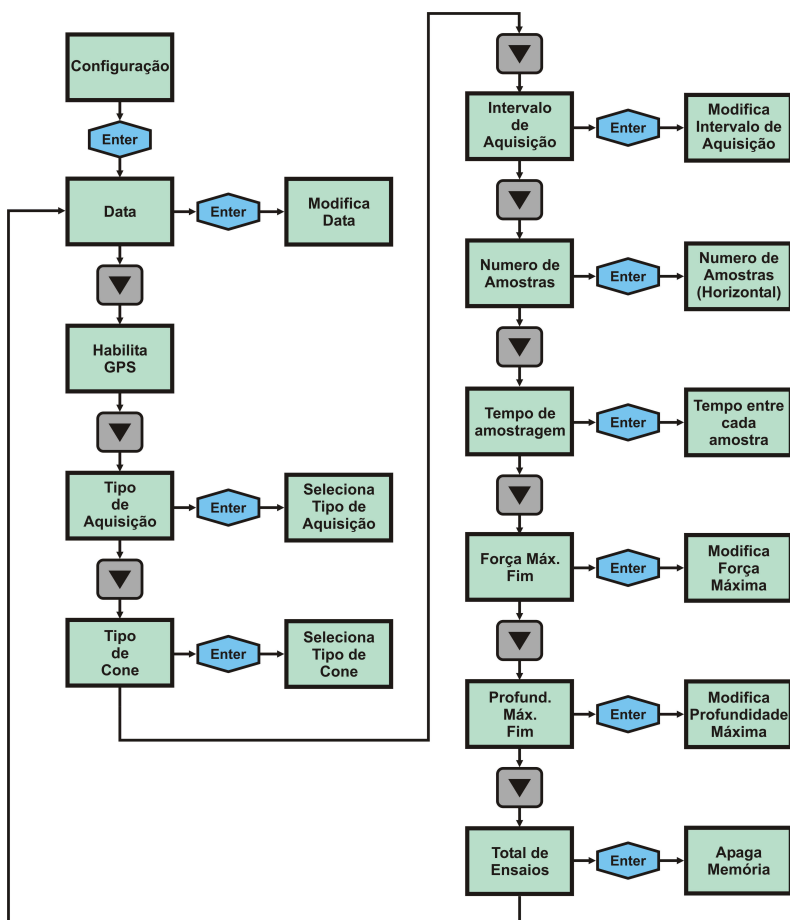 Configuração
Enter
Data
Enter
Modifica
Data
Habilita
GPS
Tipo
de
Aquisição
Enter
Seleciona
Tipo de
Aquisição
Tipo
de
Cone
Enter
Seleciona
Tipo de
Cone
Intervalo
de
Aquisição
Enter
Modifica
Intervalo de
Aquisição
Numero de
Amostras
Enter
Numero de
Amostras
(Horizontal)
Tempo de
amostragem
Enter
Tempo entre
cada
amostra
Força Máx.
Fim
Enter
Modifica
Força
Máxima
Profund.
Máx.
Fim
Enter
Modifica
Profundidade
Máxima
Total de
Ensaios
Enter
Apaga
Memória